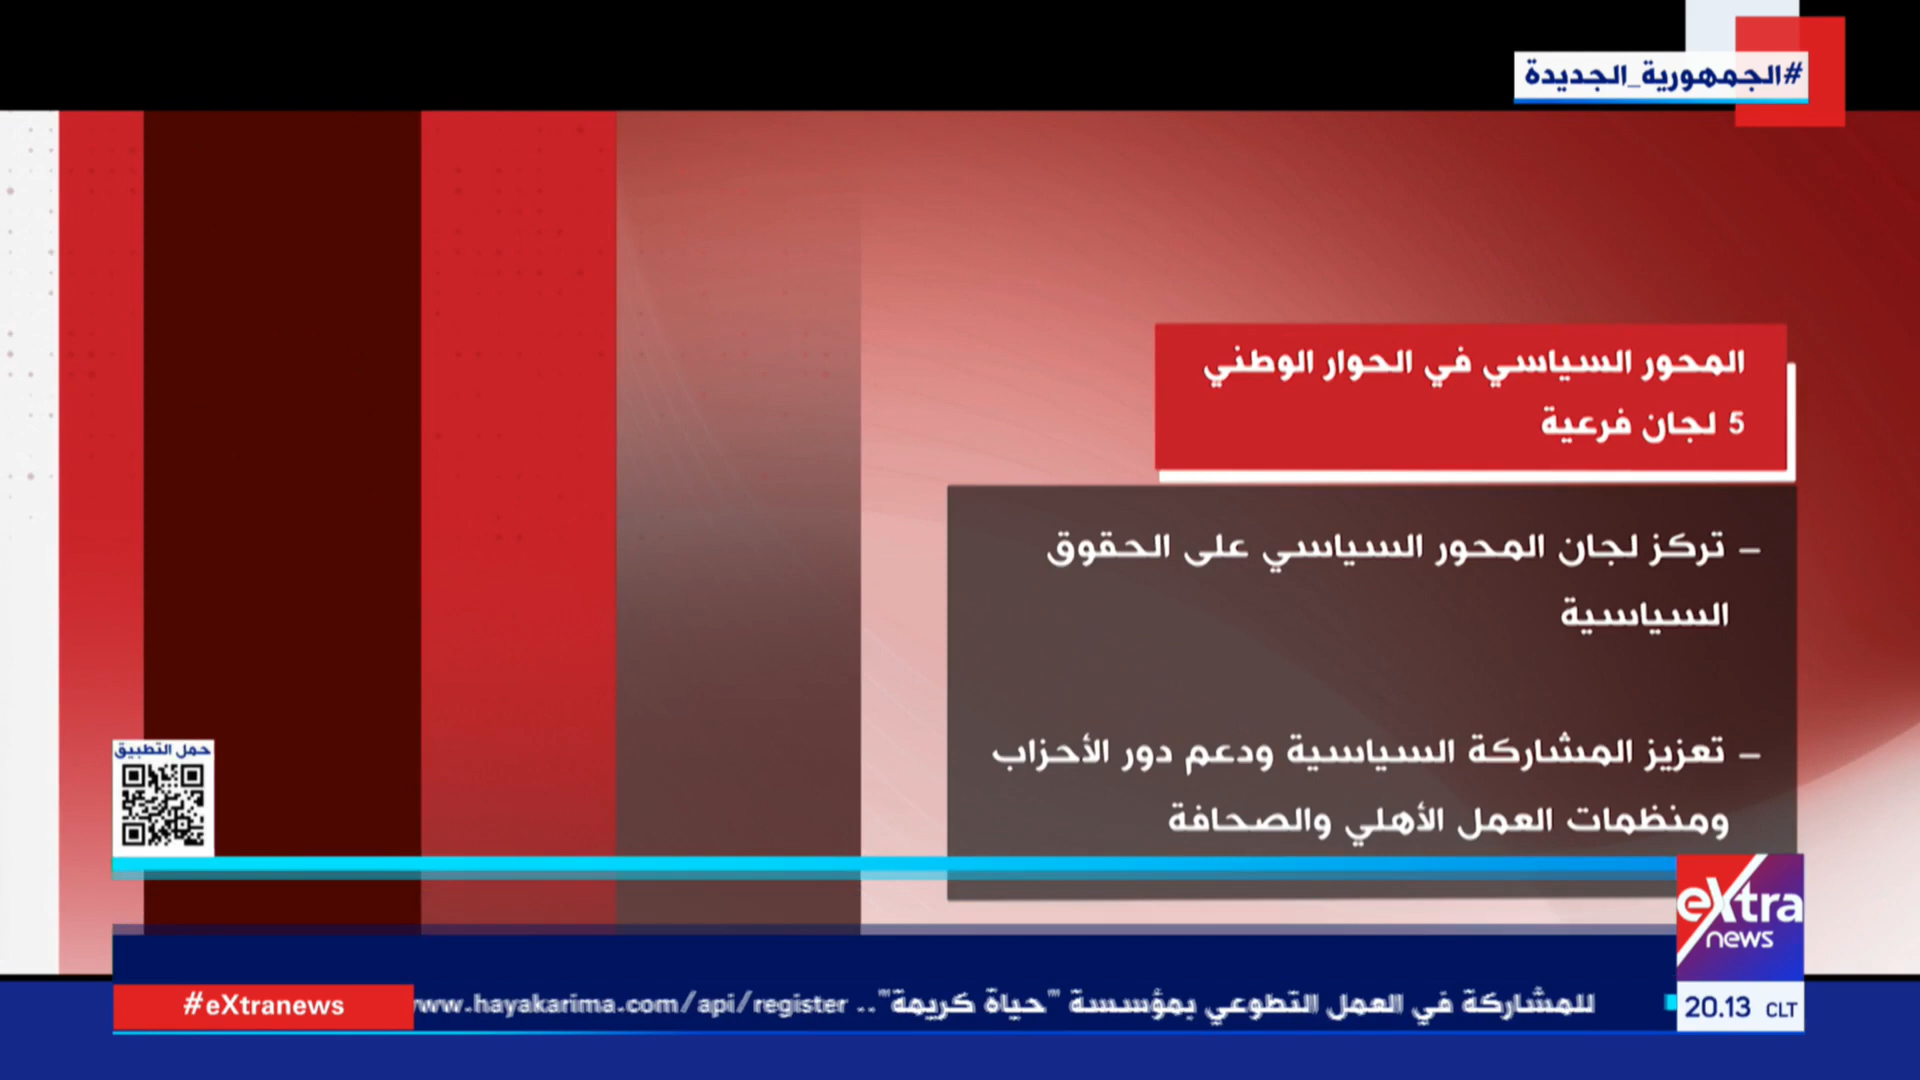 #الجمهورية_الجديدة
المحور السياسي في الحوار الوطني
5 لجان فرعية
– تركز لجان المحور السياسي على الحقوق
السياسية
– تعزيز المشاركة السياسية ودعم دور الأحزاب
ومنظمات العمل الأهلي والصحافة
حمل التطبيق
eXtra
news
للمشاركة في العمل التطوعي بمؤسسة "حياة كريمة".. www.hayakarima.com/api/register
#eXtranews
20.13 CLT